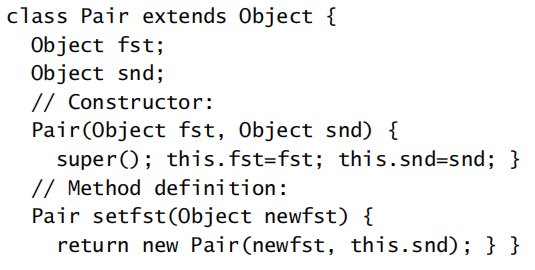 class Pair extends Object {
  Object fst;
  Object snd;
  // Constructor:
  Pair(Object fst, Object snd) {
    super(); this.fst=fst; this.snd=snd; }
  // Method definition:
  Pair setfst(Object newfst) {
    return new Pair(newfst, this.snd); } }